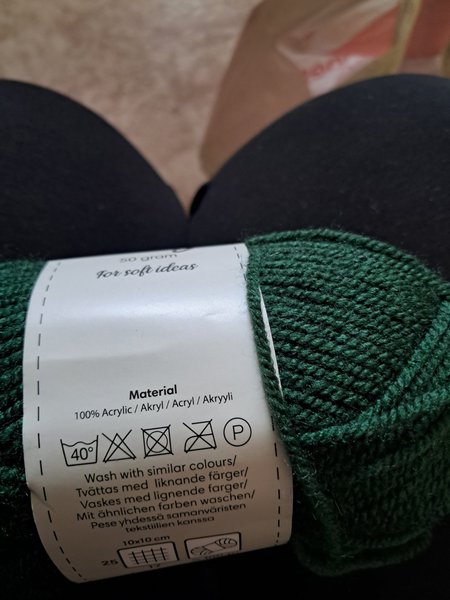 50 gram
For soft ideas
Material
100% Acrylic / Akryl / Acryl / Akryyli
40° P
Wash with similar colours/
Tvättas med liknande färger/
Vaskes med lignende farger/
Mit ähnlichen farben waschen/
Pese yhdessä samanväristen
tekstiilien kanssa
10x10 cm
25
17